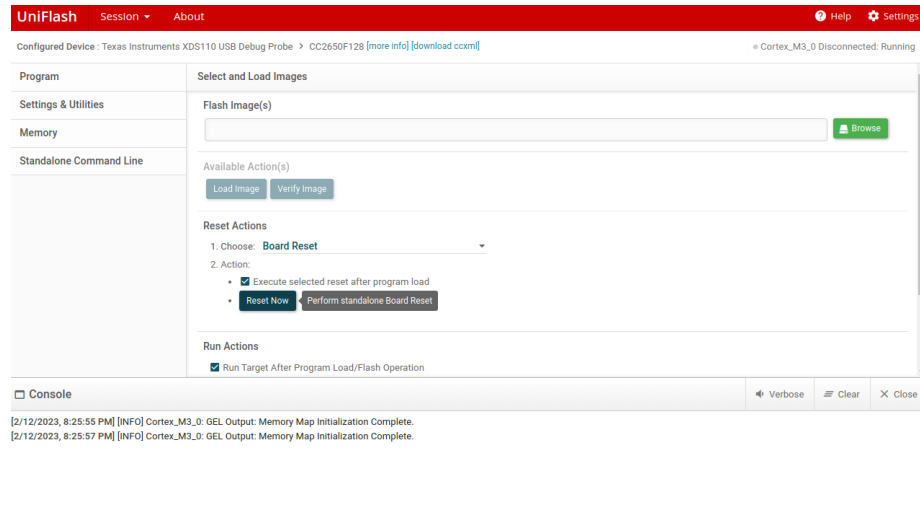 UniFlash Session About Help Settings
Configured Device : Texas Instruments XDS110 USB Debug Probe > CC2650F128 [more info] [download ccxml] Cortex_M3_0 Disconnected: Running
Program
Settings & Utilities
Memory
Standalone Command Line
Select and Load Images
Flash Image(s)
Browse
Available Action(s)
Load Image Verify Image
Reset Actions
1. Choose: Board Reset
2. Action:
Execute selected reset after program load
Reset Now Perform standalone Board Reset
Run Actions
Run Target After Program Load/Flash Operation
Console Verbose Clear Close
[2/12/2023, 8:25:55 PM] [INFO] Cortex_M3_0: GEL Output: Memory Map Initialization Complete.
[2/12/2023, 8:25:57 PM] [INFO] Cortex_M3_0: GEL Output: Memory Map Initialization Complete.